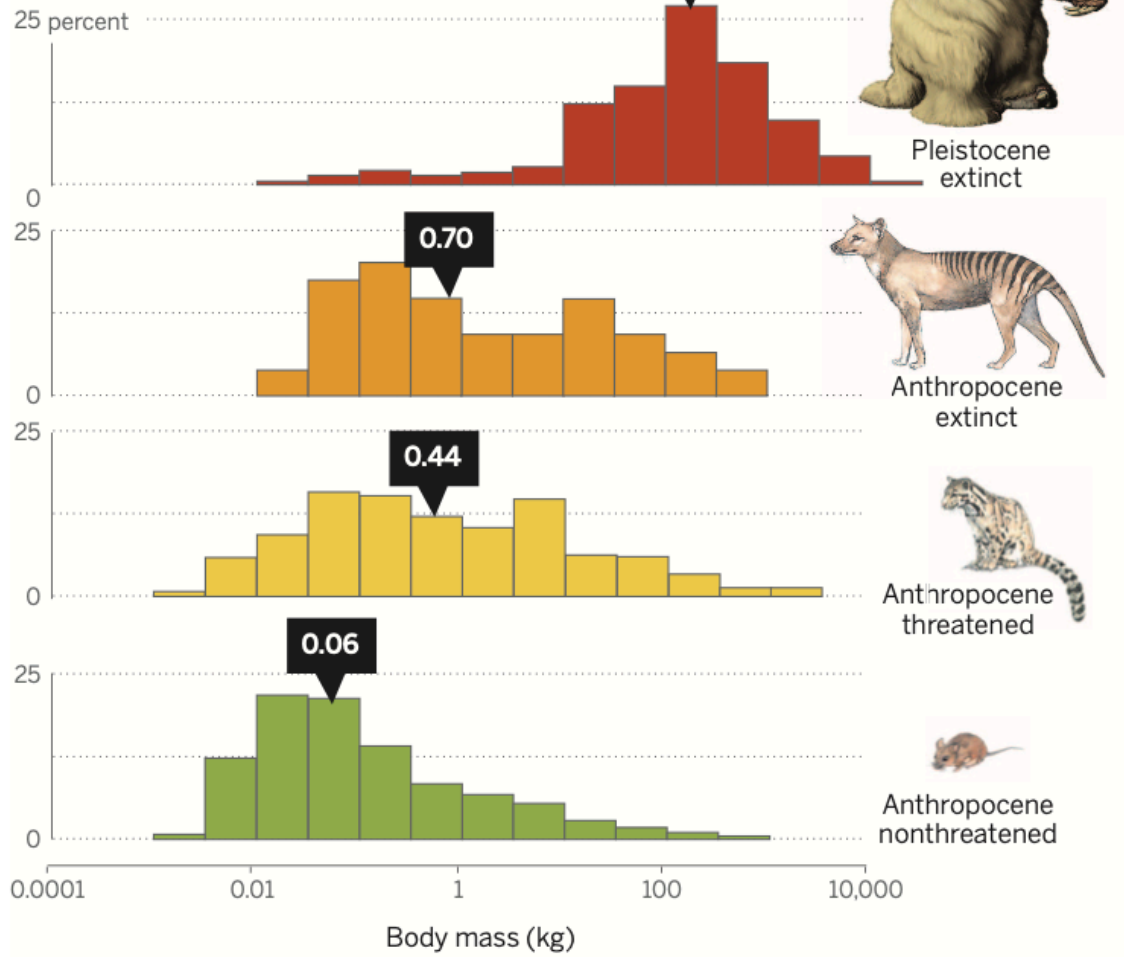 25 percent
0
Pleistocene
extinct
25
0.70
0
Anthropocene
extinct
25
0.44
0
Anthropocene
threatened
0.06
25
0
Anthropocene
nonthreatened
0.0001
0.01
1
100
10,000
Body mass (kg)